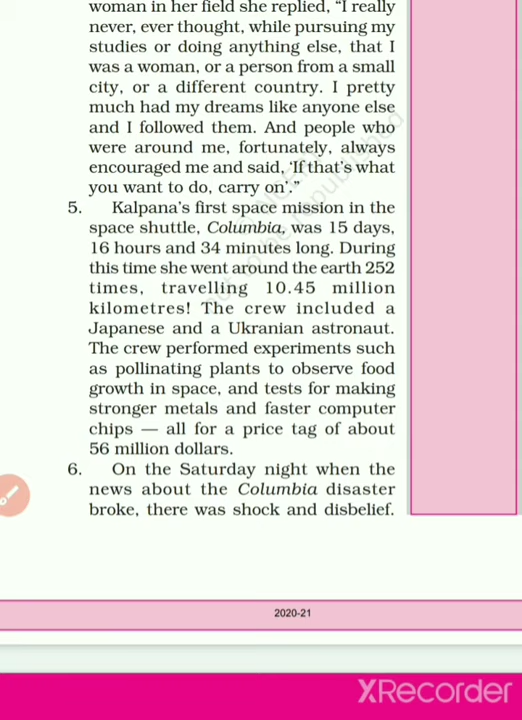 woman in her field she replied, “I really
never, ever thought, while pursuing my
studies or doing anything else, that I
was a woman, or a person from a small
city, or a different country. I pretty
much had my dreams like anyone else
and I followed them. And people who
were around me, fortunately, always
encouraged me and said, ‘If that’s what
you want to do, carry on’.”
5. Kalpana’s first space mission in the
space shuttle, Columbia, was 15 days,
16 hours and 34 minutes long. During
this time she went around the earth 252
times, travelling 10.45 million
kilometres! The crew included a
Japanese and a Ukranian astronaut.
The crew performed experiments such
as pollinating plants to observe food
growth in space, and tests for making
stronger metals and faster computer
chips — all for a price tag of about
56 million dollars.
6. On the Saturday night when the
news about the Columbia disaster
broke, there was shock and disbelief.
not to be republished
2020-21
XRecorder